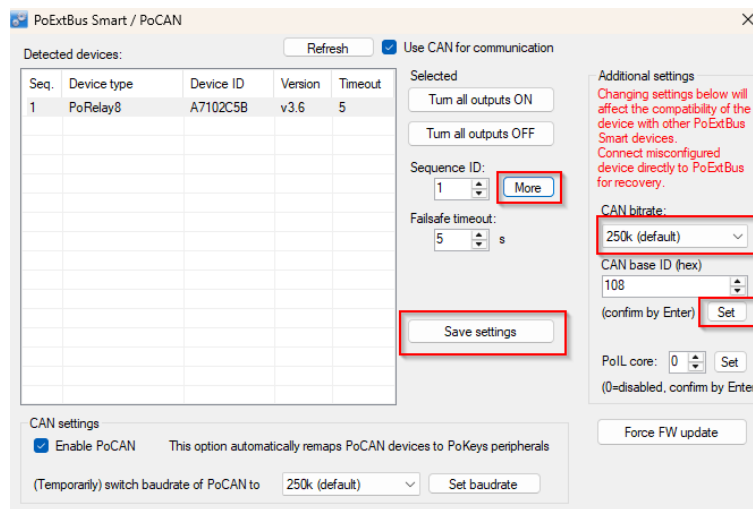 PoExtBus Smart / PoCAN
Detected devices:
Refresh
Use CAN for communication
Seq. Device type Device ID Version Timeout
1 PoRelay8 A7102C5B v3.6 5
Selected
Turn all outputs ON
Turn all outputs OFF
Sequence ID:
1 More
Failsafe timeout:
5 s
Save settings
Additional settings
Changing settings below will
affect the compatibility of the
device with other PoExtBus
Smart devices.
Connect misconfigured
device directly to PoExtBus
for recovery.
CAN bitrate:
250k (default)
CAN base ID (hex)
108
(confirm by Enter) Set
PoIL core: 0 Set
(0=disabled, confirm by Enter
Force FW update
CAN settings
Enable PoCAN This option automatically remaps PoCAN devices to PoKeys peripherals
(Temporarily) switch baudrate of PoCAN to 250k (default) Set baudrate